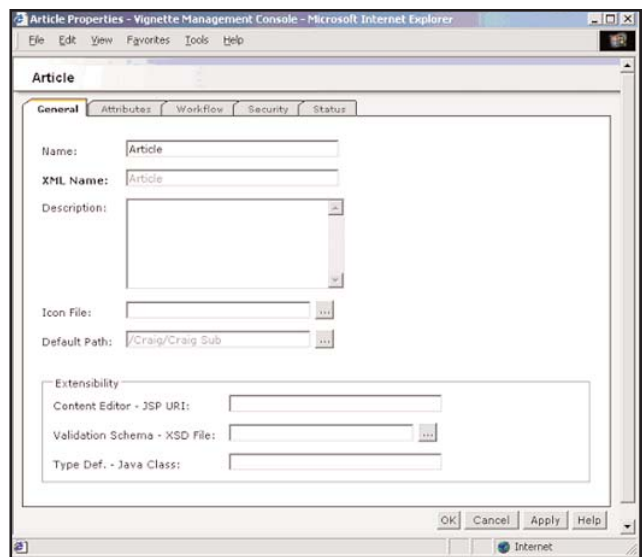 Article Properties - Vignette Management Console - Microsoft Internet Explorer
File Edit View Favorites Tools Help
Article
General Attributes Workflow Security Status
Name: Article
XML Name: Article
Description:
Icon File: ...
Default Path: /Craig/Craig Sub ...
Extensibility
Content Editor - JSP URI:
Validation Schema - XSD File: ...
Type Def. - Java Class:
OK Cancel Apply Help
Internet